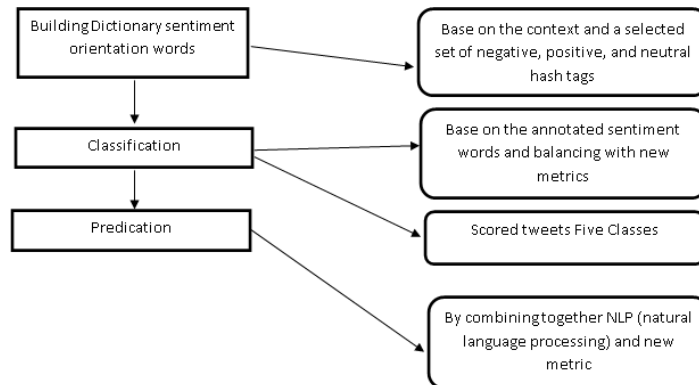 Building Dictionary sentiment
orientation words
Base on the context and a selected
set of negative, positive, and neutral
hash tags
Classification
Base on the annotated sentiment
words and balancing with new
metrics
Predication
Scored tweets Five Classes
By combining together NLP (natural
language processing) and new
metric